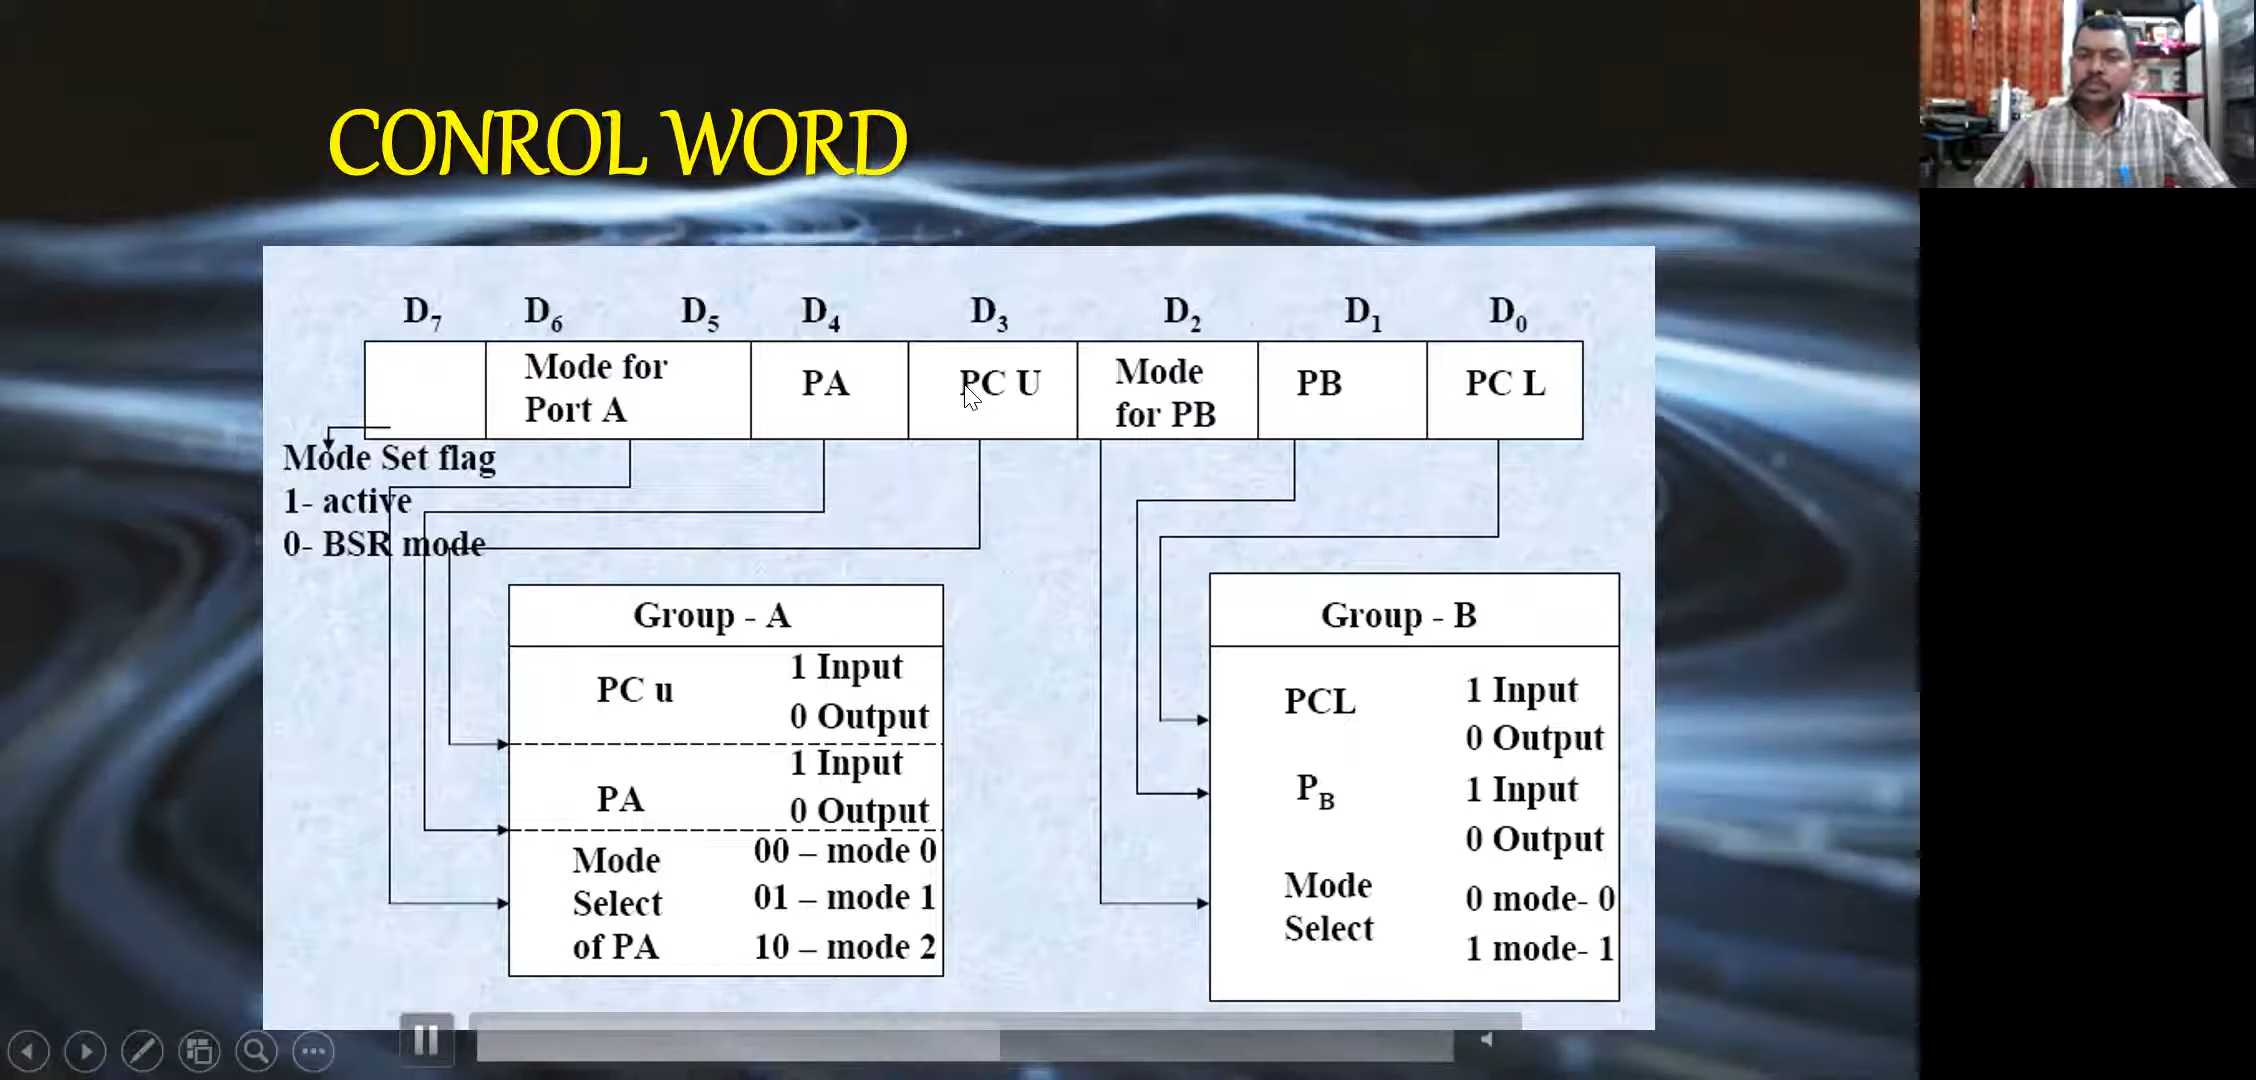 CONROL WORD
D7 D6 D5 D4 D3 D2 D1 D0
Mode for
Port A
PA
PC U
Mode
for PB
PB
PC L
Mode Set flag
1- active
0- BSR mode
Group - A
PC u
1 Input
0 Output
PA
1 Input
0 Output
Mode
Select
of PA
00 – mode 0
01 – mode 1
10 – mode 2
Group - B
PCL
1 Input
0 Output
PB
1 Input
0 Output
Mode
Select
0 mode- 0
1 mode- 1